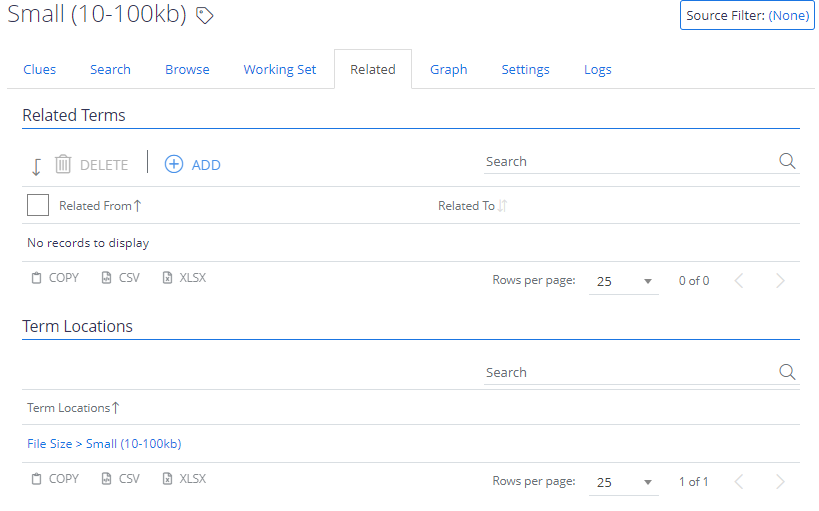 Small (10-100kb)
Source Filter: (None)
Clues Search Browse Working Set Related Graph Settings Logs
Related Terms
DELETE ADD Search
Related From↑ Related To
No records to display
COPY CSV XLSX Rows per page: 25 0 of 0
Term Locations
Search
Term Locations↑
File Size > Small (10-100kb)
COPY CSV XLSX Rows per page: 25 1 of 1